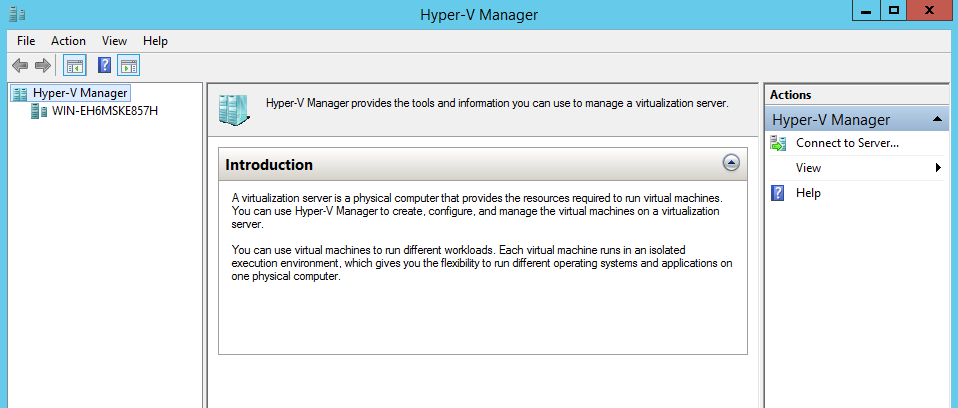 Hyper-V Manager
File Action View Help
Hyper-V Manager
WIN-EH6MSKE857H
Hyper-V Manager provides the tools and information you can use to manage a virtualization server.
Introduction
A virtualization server is a physical computer that provides the resources required to run virtual machines.
You can use Hyper-V Manager to create, configure, and manage the virtual machines on a virtualization
server.
You can use virtual machines to run different workloads. Each virtual machine runs in an isolated
execution environment, which gives you the flexibility to run different operating systems and applications on
one physical computer.
Actions
Hyper-V Manager
Connect to Server...
View
Help